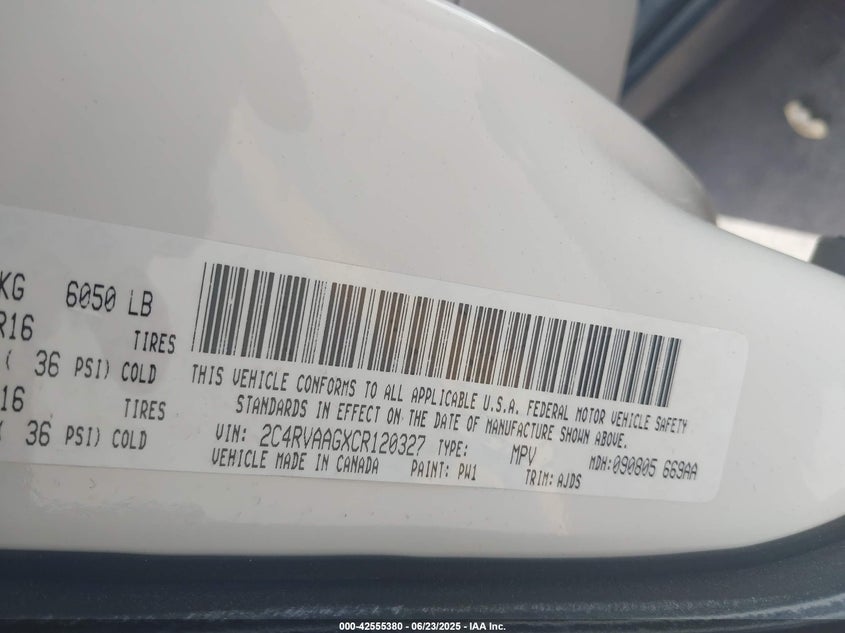 KG 6050 LB
R16 TIRES
( 36 PSI) COLD
16 TIRES
( 36 PSI) COLD
THIS VEHICLE CONFORMS TO ALL APPLICABLE U.S.A. FEDERAL MOTOR VEHICLE SAFETY
STANDARDS IN EFFECT ON THE DATE OF MANUFACTURE SHOWN ABOVE.
VIN: 2C4RVAAGXCR120327 TYPE: MPV MDH:090805 669AA
VEHICLE MADE IN CANADA PAINT: PW1 TRIM: AJDS
000-42555380 - 06/23/2025 - IAA Inc.